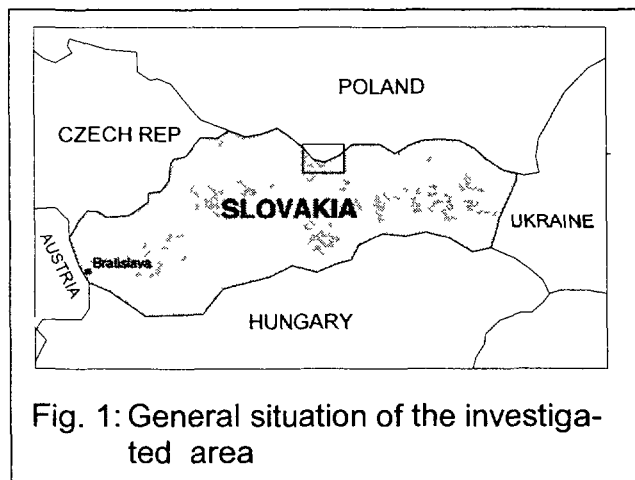 POLAND
CZECH REP
SLOVAKIA
UKRAINE
AUSTRIA
Bratislava
HUNGARY
Fig. 1: General situation of the investiga-
ted area